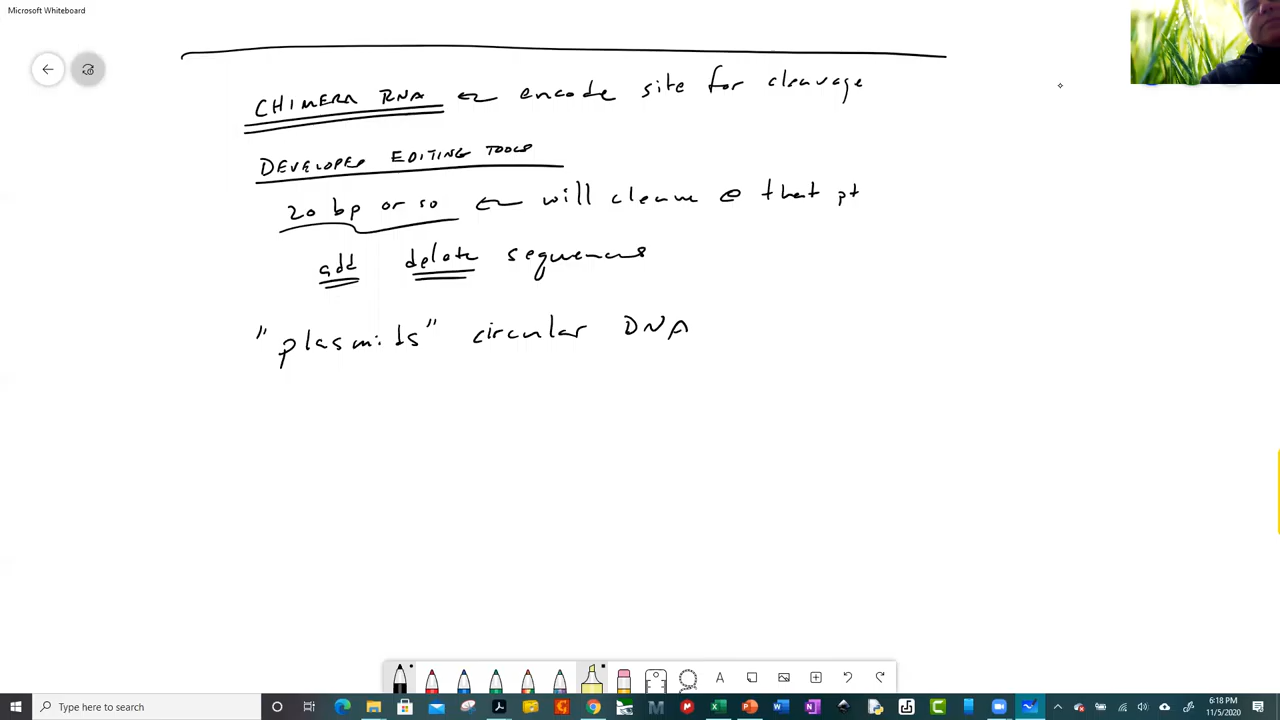 Microsoft Whiteboard
CHIMERA RNA ← encode site for cleavage
DEVELOPED EDITING TOOLS
20 bp or so ← will cleave @ that pt
add delete sequences
"plasmids" circular DNA
Type here to search
6:18 PM
11/5/2020